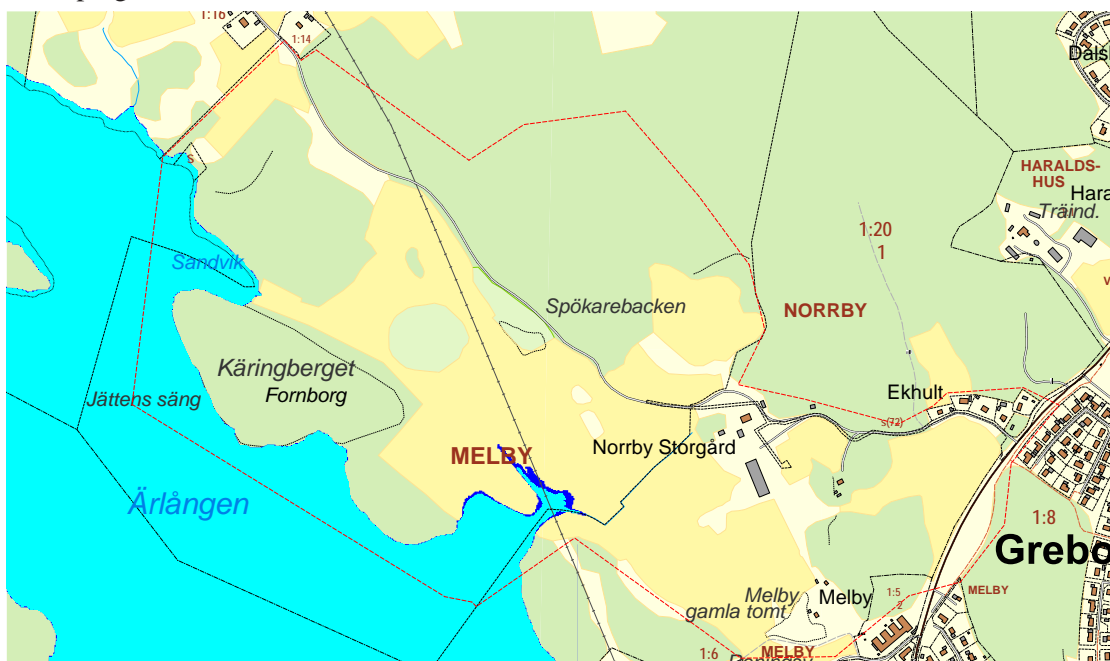 1:16
1:14
Dalsh
S
HARALDS-
HUS
Hara
Träind.
1:20
1
Sandvik
Spökarebacken
NORRBY
Käringberget
Fornborg
Jättens säng
Ekhult
s(72)
Norrby Storgård
MELBY
Ärlången
1:8
Grebo
Melby
gamla tomt
Melby
1:5
2
MELBY
1:6
MELBY